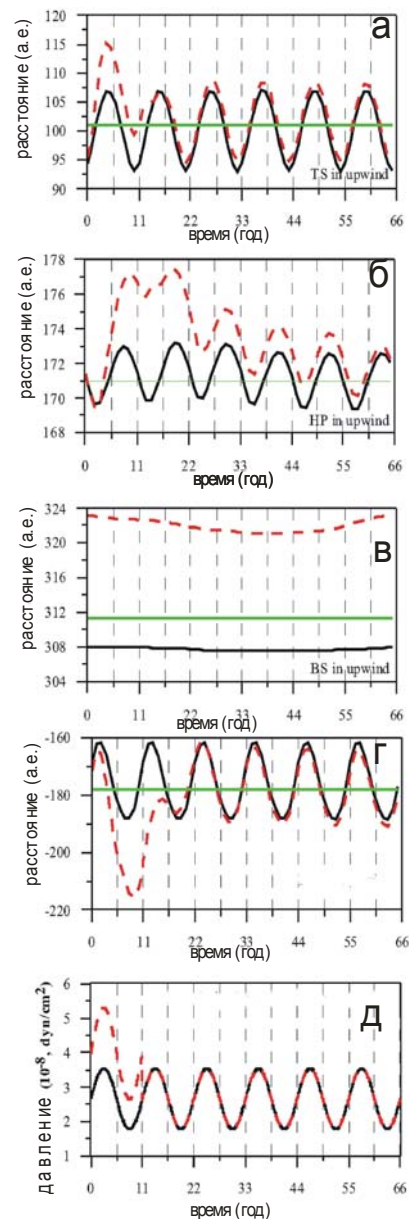 а
расстояние (а.е.)
125
120
115
110
105
100
95
90
TS in upwind
0 11 22 33 44 55 66
время (год)
б
расстояние (а.е.)
178
176
174
172
170
168
HP in upwind
0 11 22 33 44 55 66
время (год)
в
расстояние (а.е.)
324
320
316
312
308
304
BS in upwind
0 11 22 33 44 55 66
время (год)
г
расстояние (а.е.)
-160
-180
-200
-220
0 11 22 33 44 55 66
время (год)
д
давление (10⁻⁸, dyn/cm²)
6
5
4
3
2
1
0 11 22 33 44 55 66
время (год)